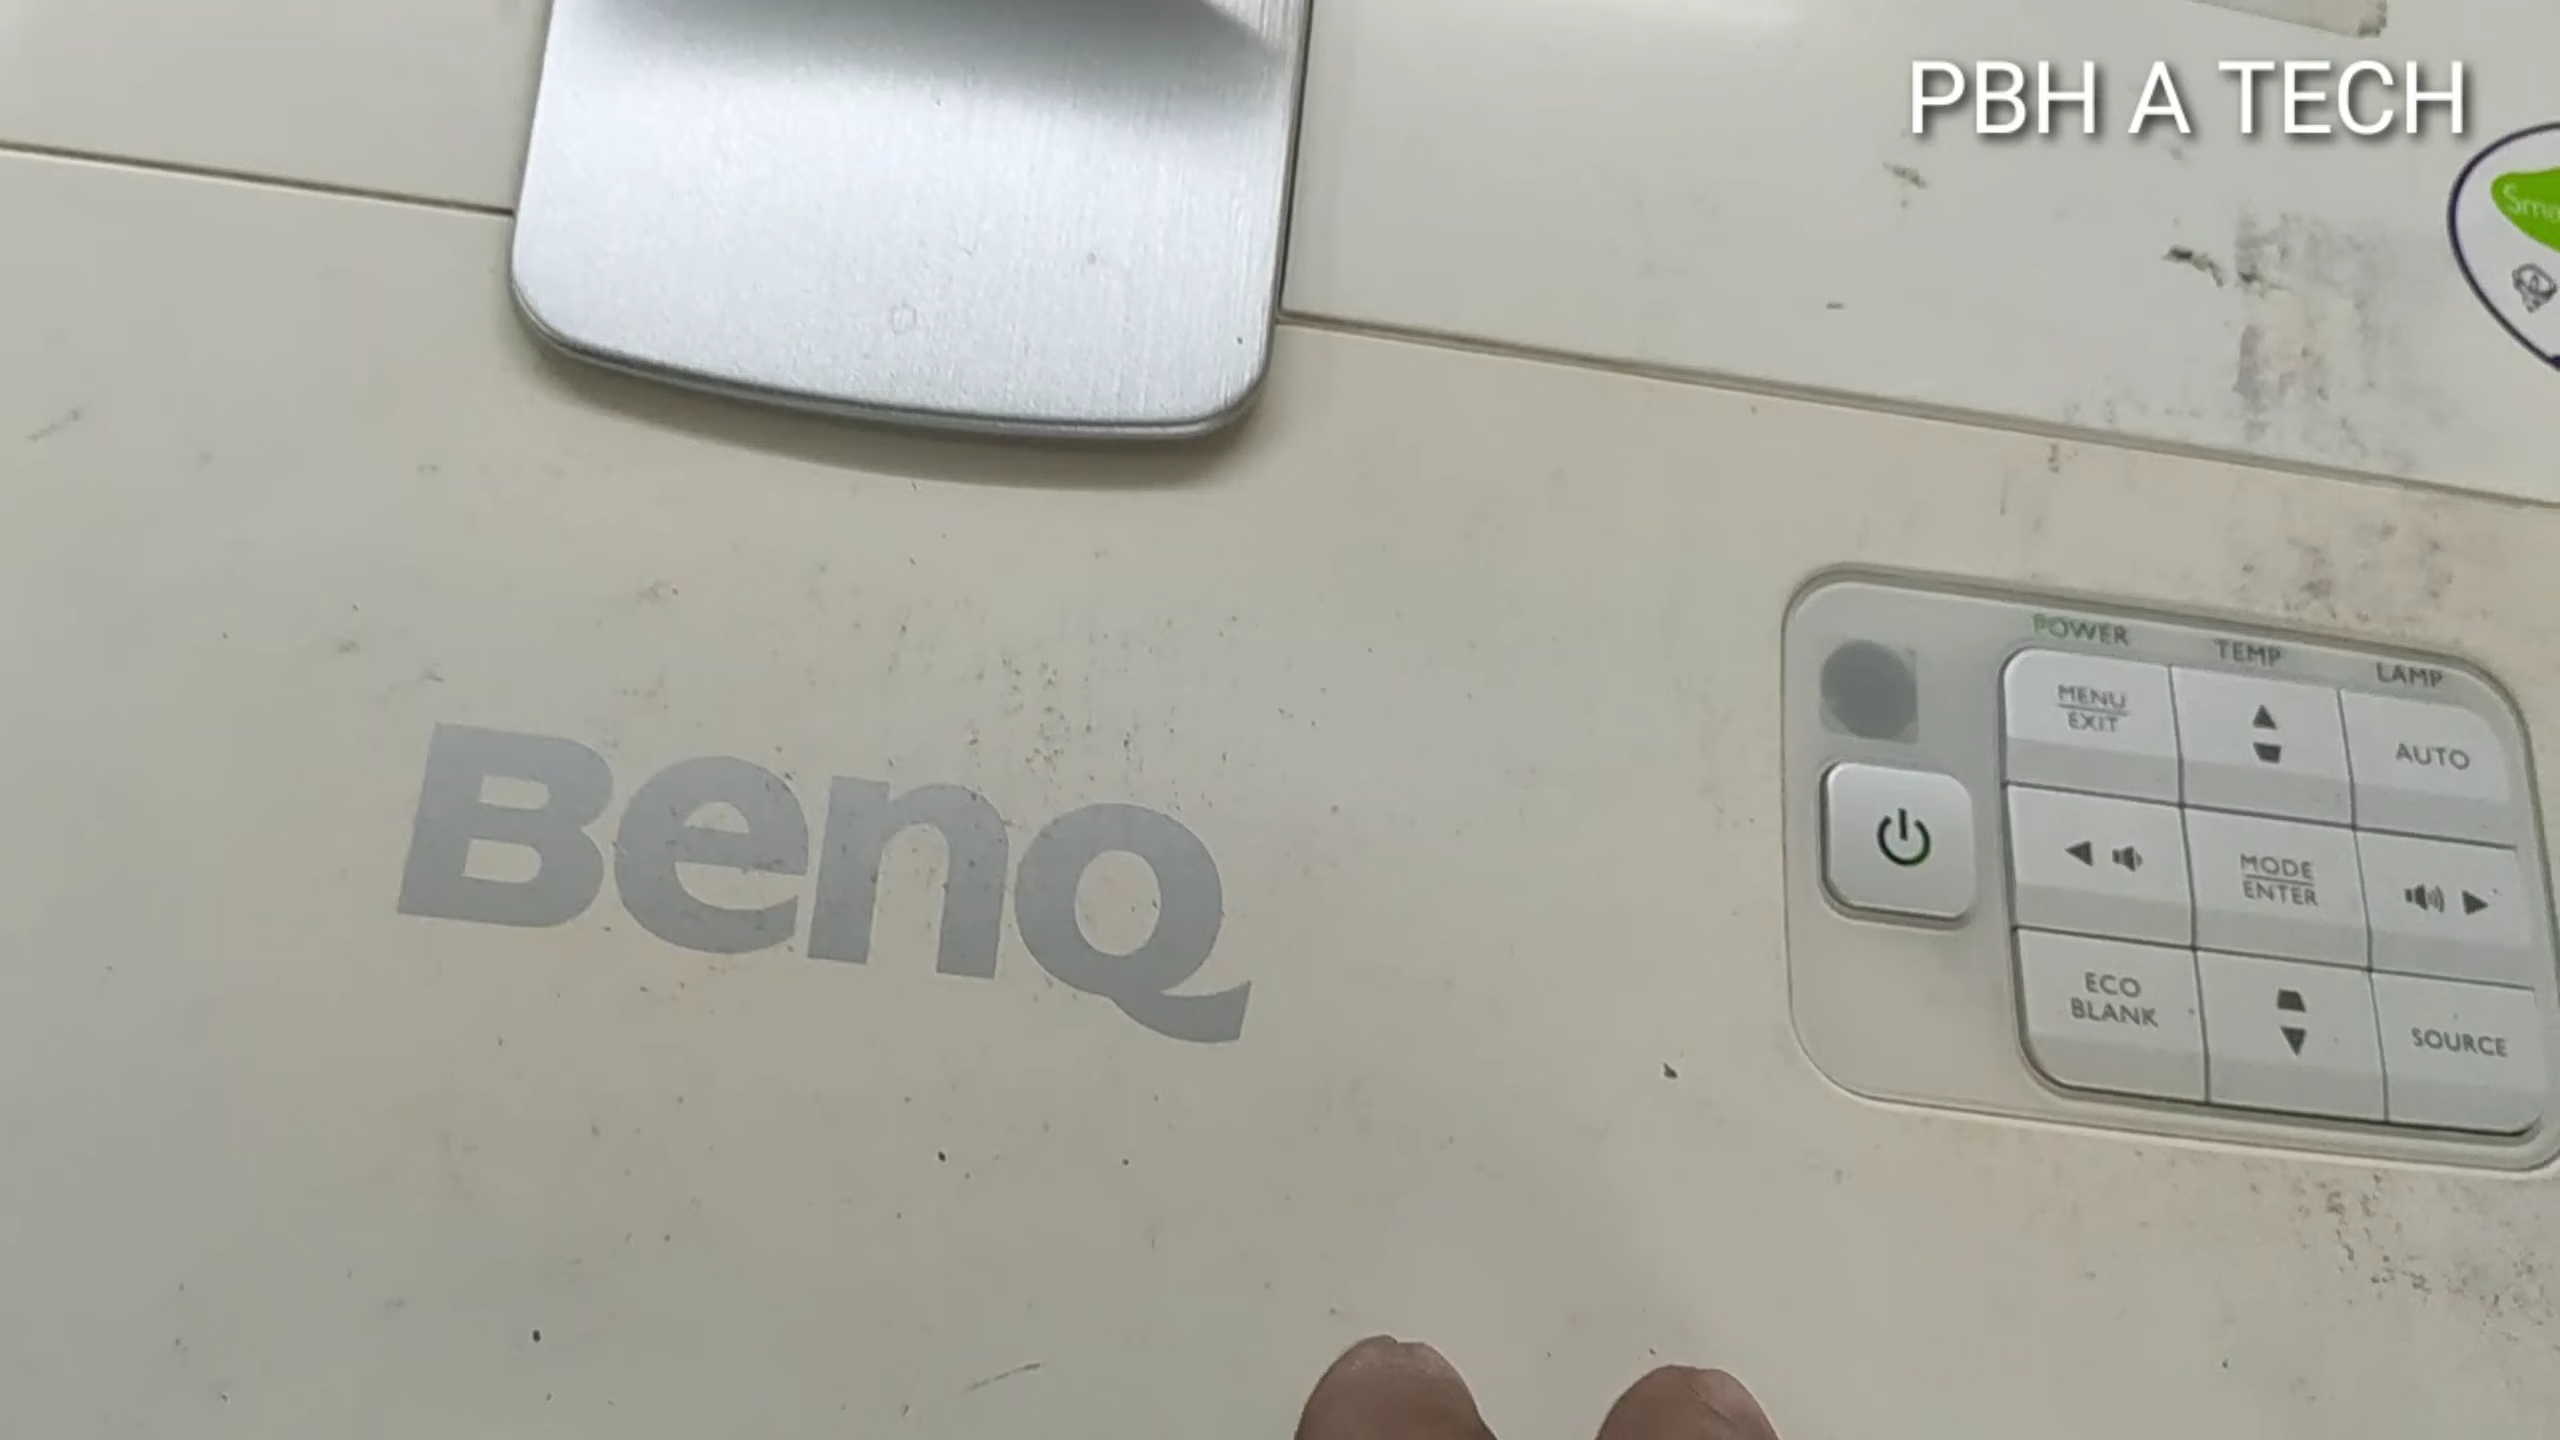 PBH A TECH
POWER TEMP LAMP
MENU
EXIT
AUTO
MODE
ENTER
ECO
BLANK
SOURCE
BenQ